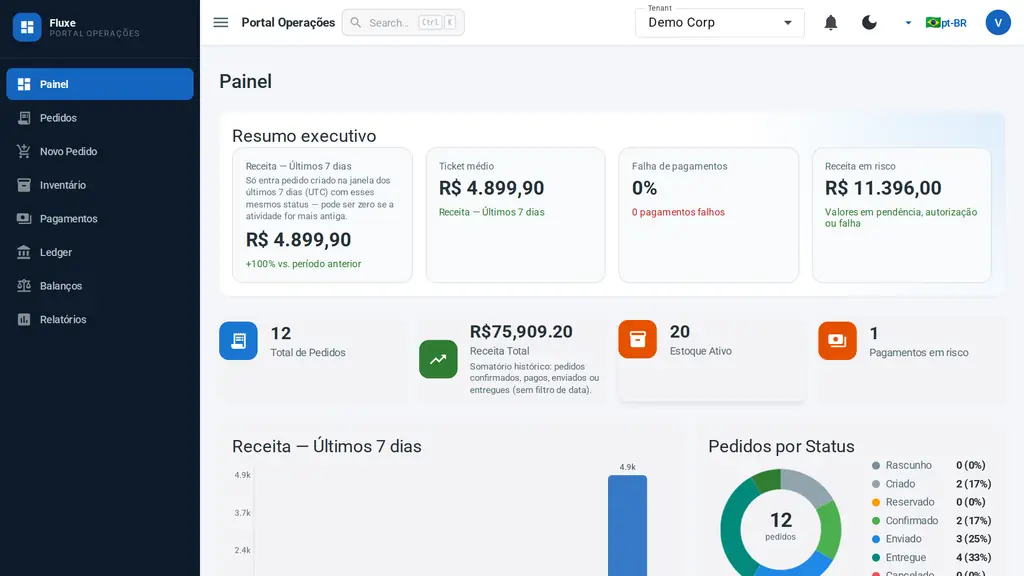 Fluxe
PORTAL OPERAÇÕES
Portal Operações
Search...
Ctrl
K
Tenant
Demo Corp
pt-BR
V
Painel
Pedidos
Novo Pedido
Inventário
Pagamentos
Ledger
Balanços
Relatórios
Painel
Resumo executivo
Receita — Últimos 7 dias
Só entra pedido criado na janela dos
últimos 7 dias (UTC) com esses
mesmos status — pode ser zero se a
atividade for mais antiga.
R$ 4.899,90
+100% vs. período anterior
Ticket médio
R$ 4.899,90
Receita — Últimos 7 dias
Falha de pagamentos
0%
0 pagamentos falhos
Receita em risco
R$ 11.396,00
Valores em pendência, autorização
ou falha
12
Total de Pedidos
R$75,909.20
Receita Total
Somatório histórico: pedidos
confirmados, pagos, enviados ou
entregues (sem filtro de data).
20
Estoque Ativo
1
Pagamentos em risco
Receita — Últimos 7 dias
4.9k
3.7k
2.4k
4.9k
Pedidos por Status
12
pedidos
Rascunho 0 (0%)
Criado 2 (17%)
Reservado 0 (0%)
Confirmado 2 (17%)
Enviado 3 (25%)
Entregue 4 (33%)
Cancelado 0 (0%)